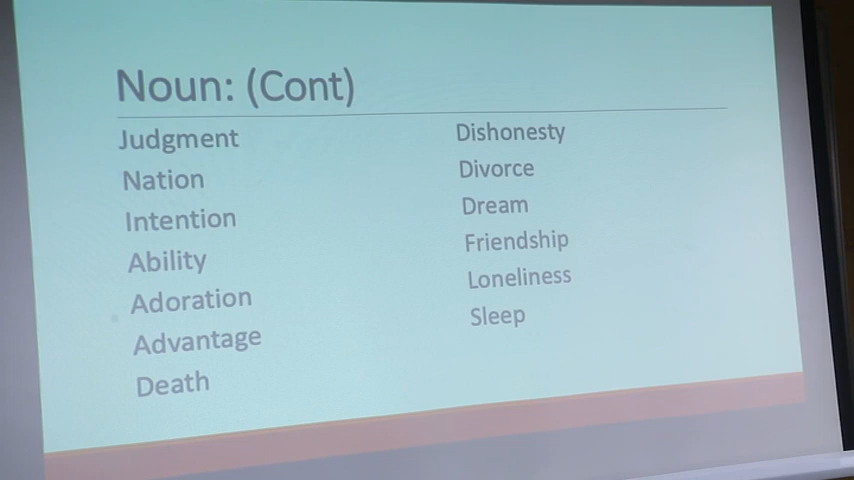 Noun: (Cont)
Judgment
Nation
Intention
Ability
Adoration
Advantage
Death
Dishonesty
Divorce
Dream
Friendship
Loneliness
Sleep